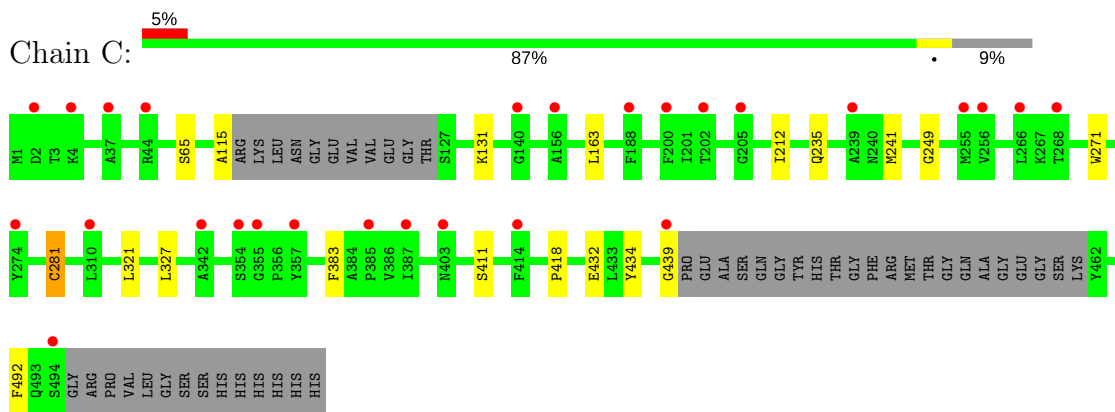 5%
Chain C:
87%
•
9%
M1 D2 T3 K4 A37 R44 S65 A115 ARG LYS LEU ASN GLY GLU VAL VAL GLU GLY THR S127 K131 G140 A156 L163 F188 F200 I201 T202 G205 I212 Q235 A239 N240 M241 G249 M255 V256 L266 K267 T268 W271
Y274 C281 L310 L321 L327 A342 S354 G355 P356 Y357 F383 A384 P385 V386 I387 N403 S411 F414 P418 E432 L433 Y434 G439 PRO GLU ALA SER GLN GLY TYR HIS THR GLY PHE ARG MET THR GLY GLN ALA GLY GLU GLY SER LYS Y462
F492 Q493 S494 GLY ARG PRO VAL LEU GLY SER SER HIS HIS HIS HIS HIS HIS